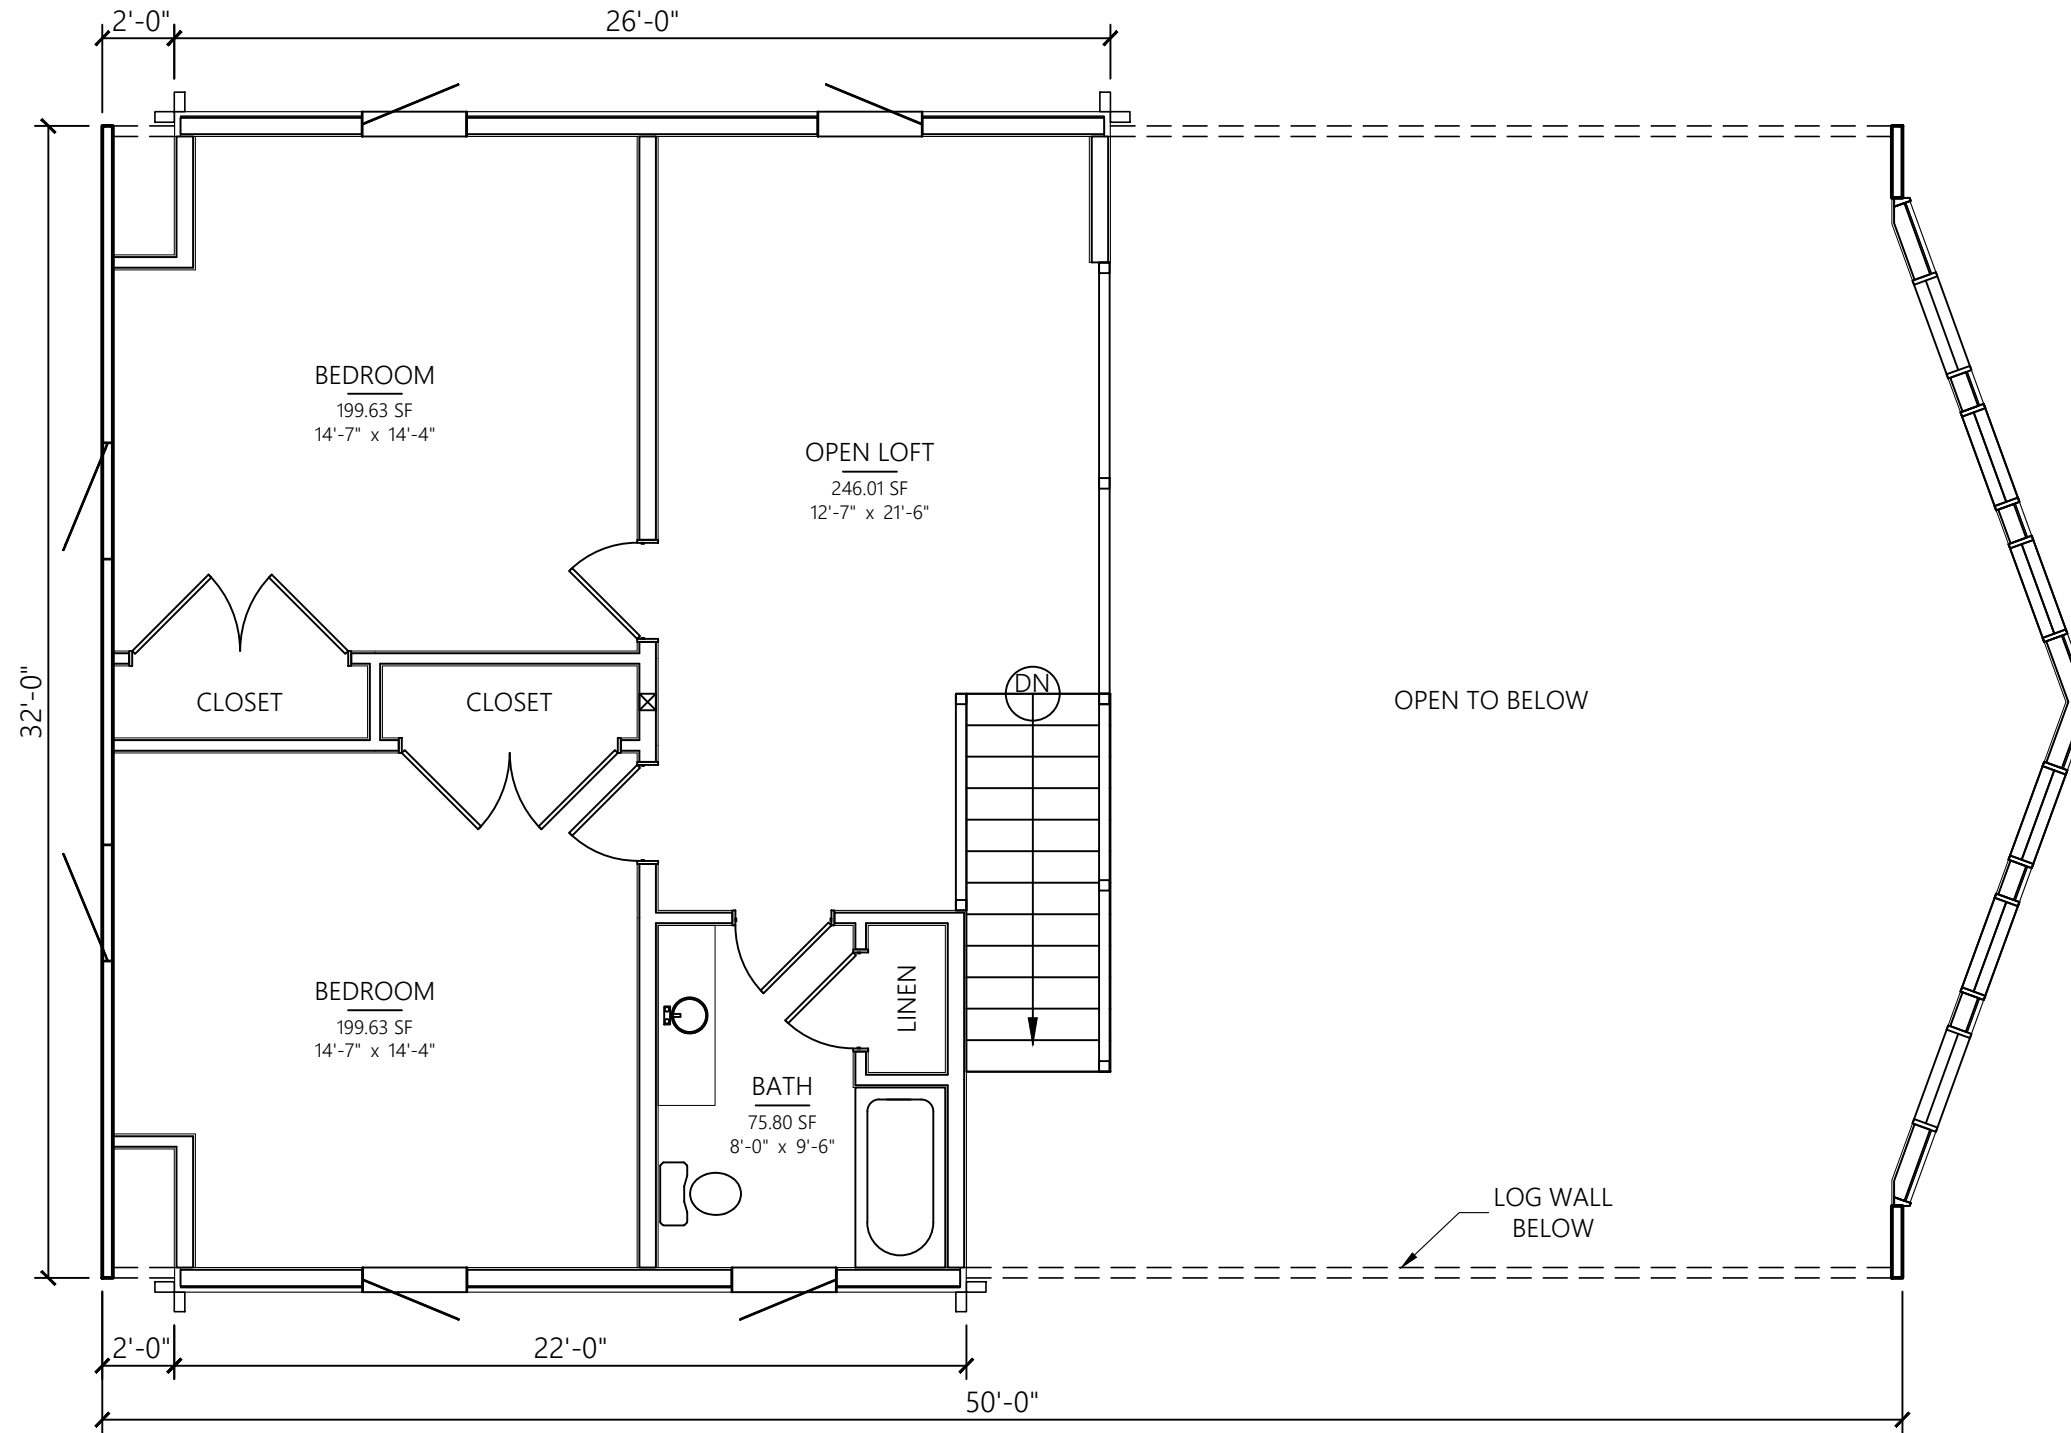 2'-0"
26'-0"
BEDROOM
199.63 SF
14'-7" x 14'-4"
OPEN LOFT
246.01 SF
12'-7" x 21'-6"
32'-0"
CLOSET
CLOSET
DN
OPEN TO BELOW
BEDROOM
199.63 SF
14'-7" x 14'-4"
LINEN
BATH
75.80 SF
8'-0" x 9'-6"
LOG WALL
BELOW
2'-0"
22'-0"
50'-0"